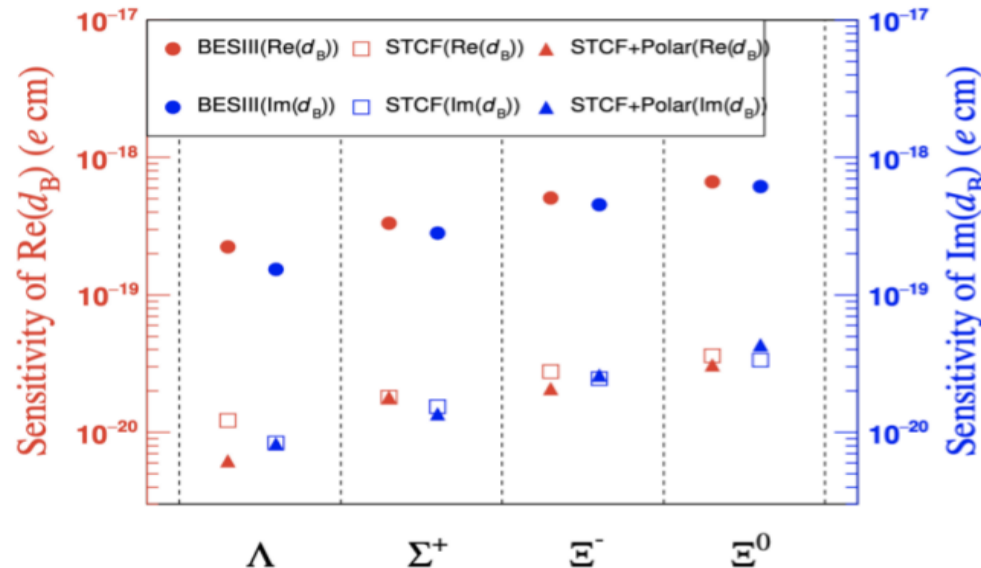 10⁻¹⁷ 10⁻¹⁷
BESIII(Re(d_B)) STCF(Re(d_B)) STCF+Polar(Re(d_B))
BESIII(Im(d_B)) STCF(Im(d_B)) STCF+Polar(Im(d_B))
10⁻¹⁸ 10⁻¹⁸
10⁻¹⁹ 10⁻¹⁹
10⁻²⁰ 10⁻²⁰
Sensitivity of Re(d_B) (e cm)
Sensitivity of Im(d_B) (e cm)
Λ Σ⁺ Ξ⁻ Ξ⁰